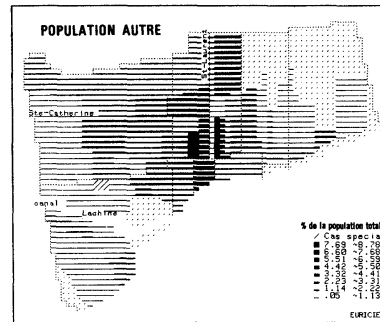 POPULATION AUTRE
St-Laurent
Ste-Catherine
canal
Lachine
% de la population total
/ Cas specia
7.69 ~8.78
6.60 ~7.68
5.51 ~6.59
4.42 ~5.50
3.32 ~4.41
2.23 ~3.31
1.14 ~2.22
.05 ~1.13
EURICIE